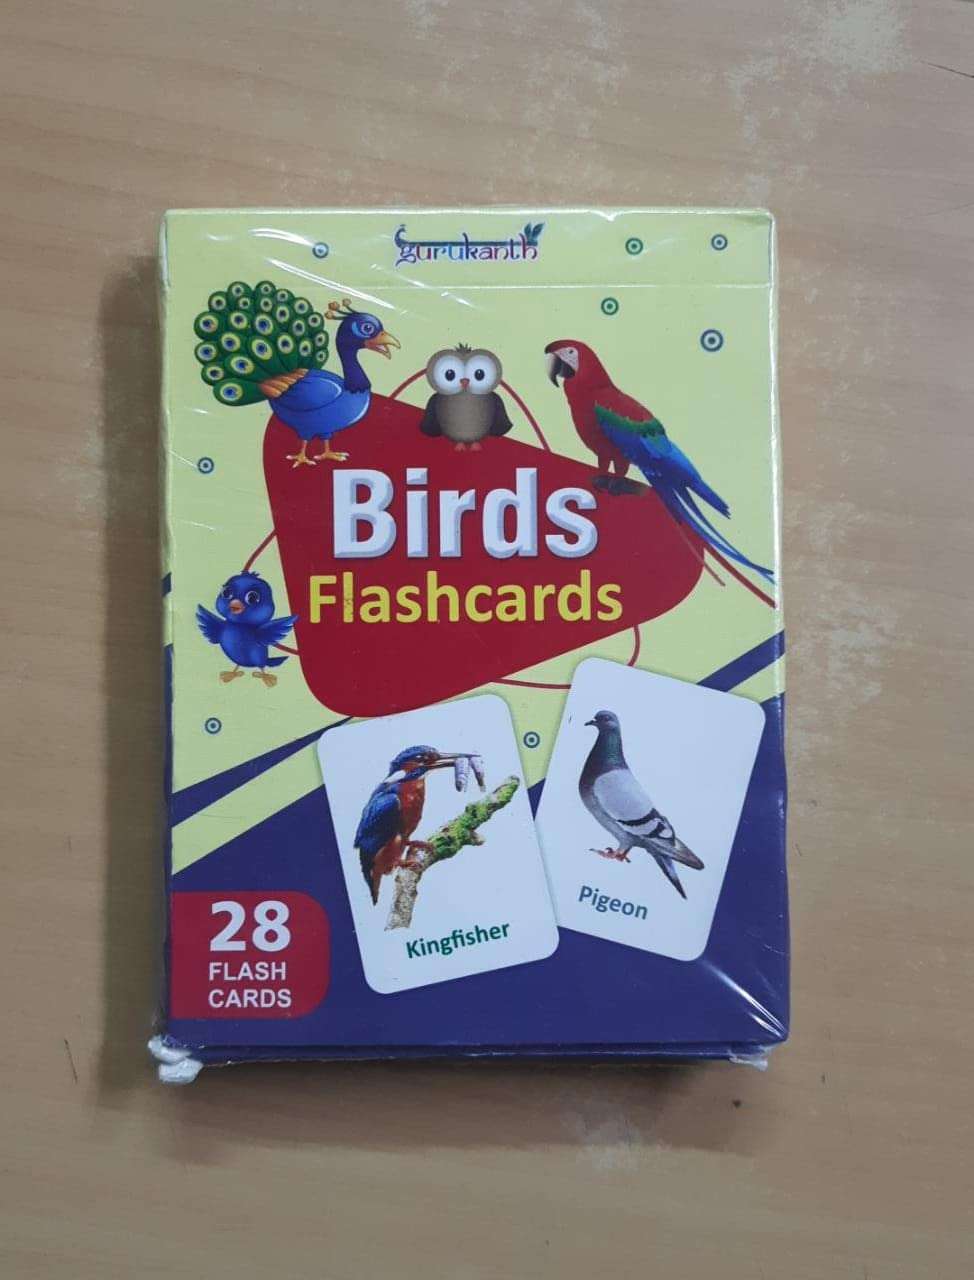 gurukanth
Birds
Flashcards
Kingfisher
Pigeon
28
FLASH
CARDS